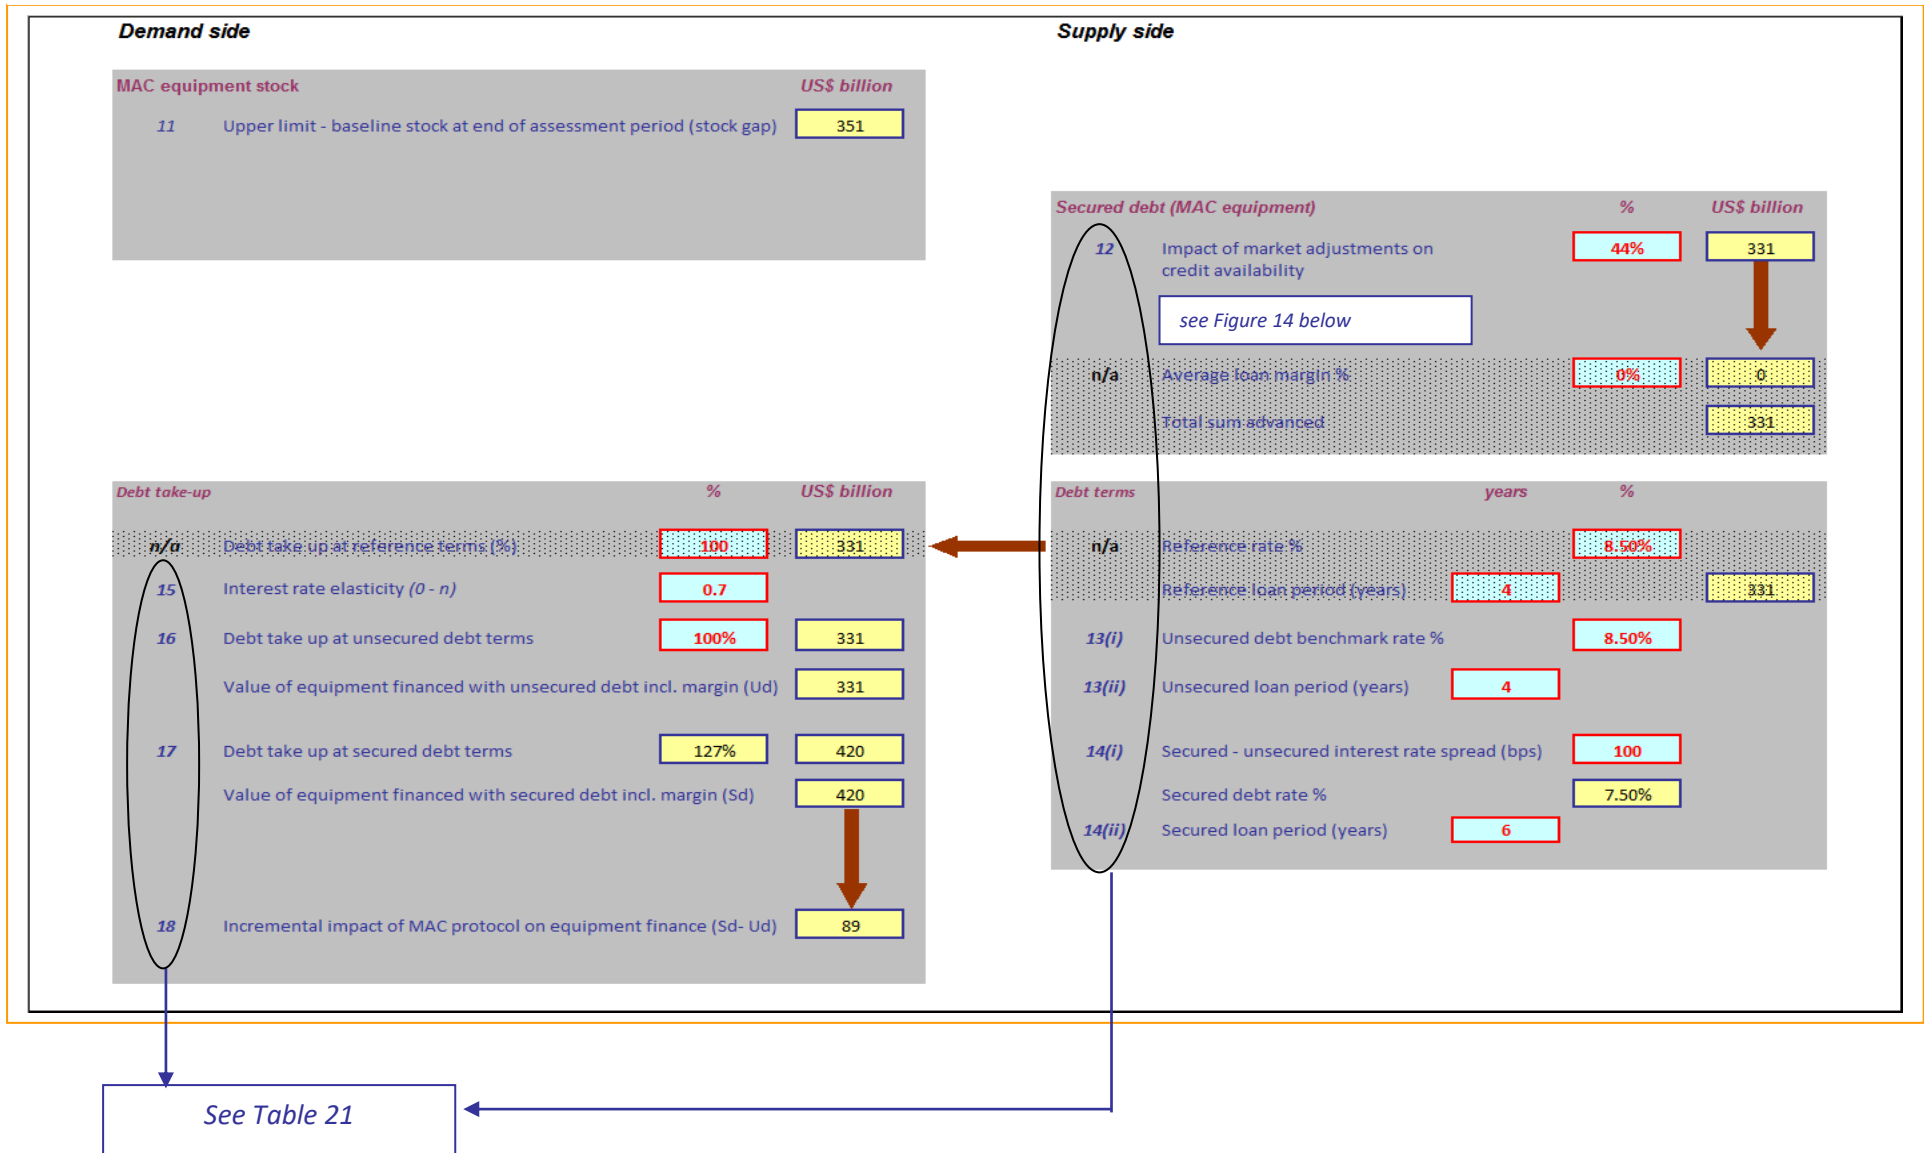 Demand side
Supply side
MAC equipment stock US$ billion
11 Upper limit - baseline stock at end of assessment period (stock gap) 351
Secured debt (MAC equipment) % US$ billion
12 Impact of market adjustments on 44% 331
credit availability
see Figure 14 below
n/a Average loan margin % 0% 0
Total sum advanced 331
Debt take-up % US$ billion
n/a Debt take up at reference terms (%) 100 331
15 Interest rate elasticity (0 - n) 0.7
16 Debt take up at unsecured debt terms 100% 331
Value of equipment financed with unsecured debt incl. margin (Ud) 331
17 Debt take up at secured debt terms 127% 420
Value of equipment financed with secured debt incl. margin (Sd) 420
18 Incremental impact of MAC protocol on equipment finance (Sd- Ud) 89
Debt terms years %
n/a Reference rate % 8.50%
Reference loan period (years) 4 331
13(i) Unsecured debt benchmark rate % 8.50%
13(ii) Unsecured loan period (years) 4
14(i) Secured - unsecured interest rate spread (bps) 100
Secured debt rate % 7.50%
14(ii) Secured loan period (years) 6
See Table 21